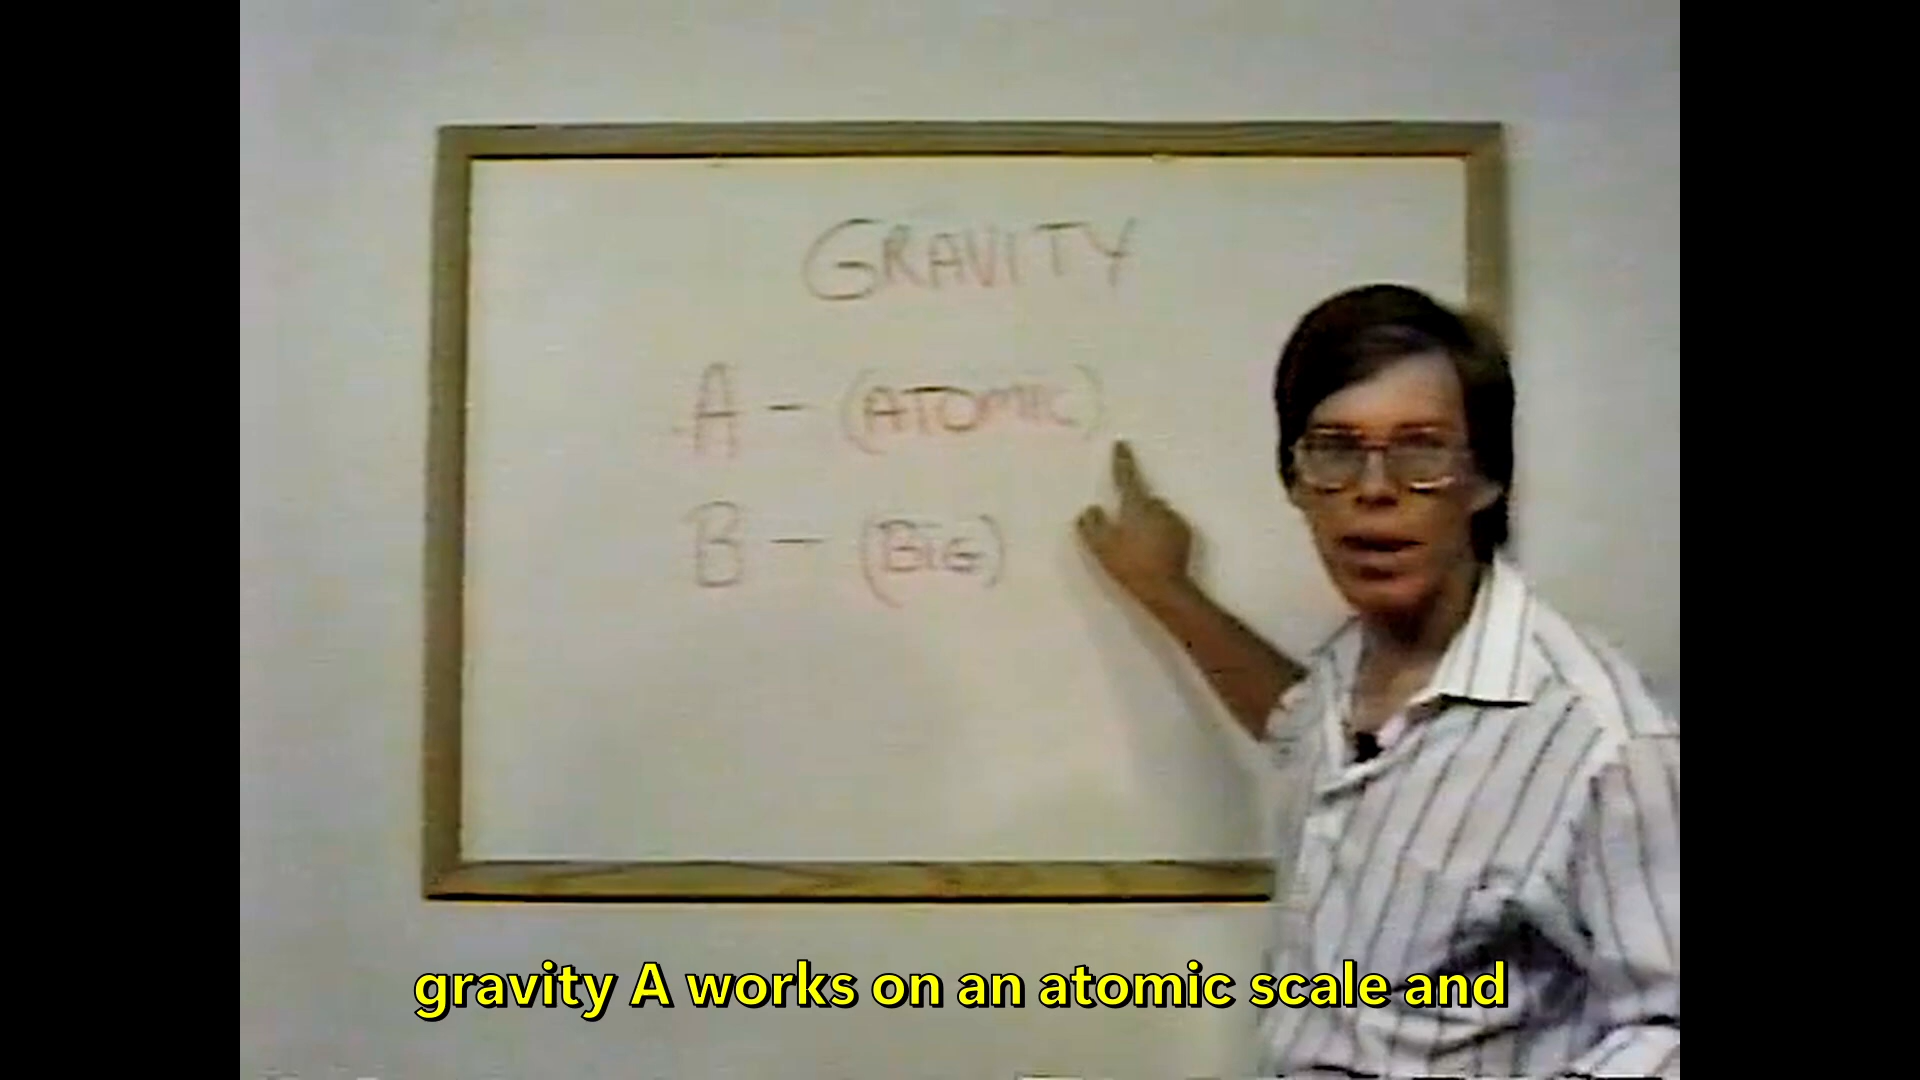 GRAVITY
A - (ATOMIC)
B - (BIG)
gravity A works on an atomic scale and